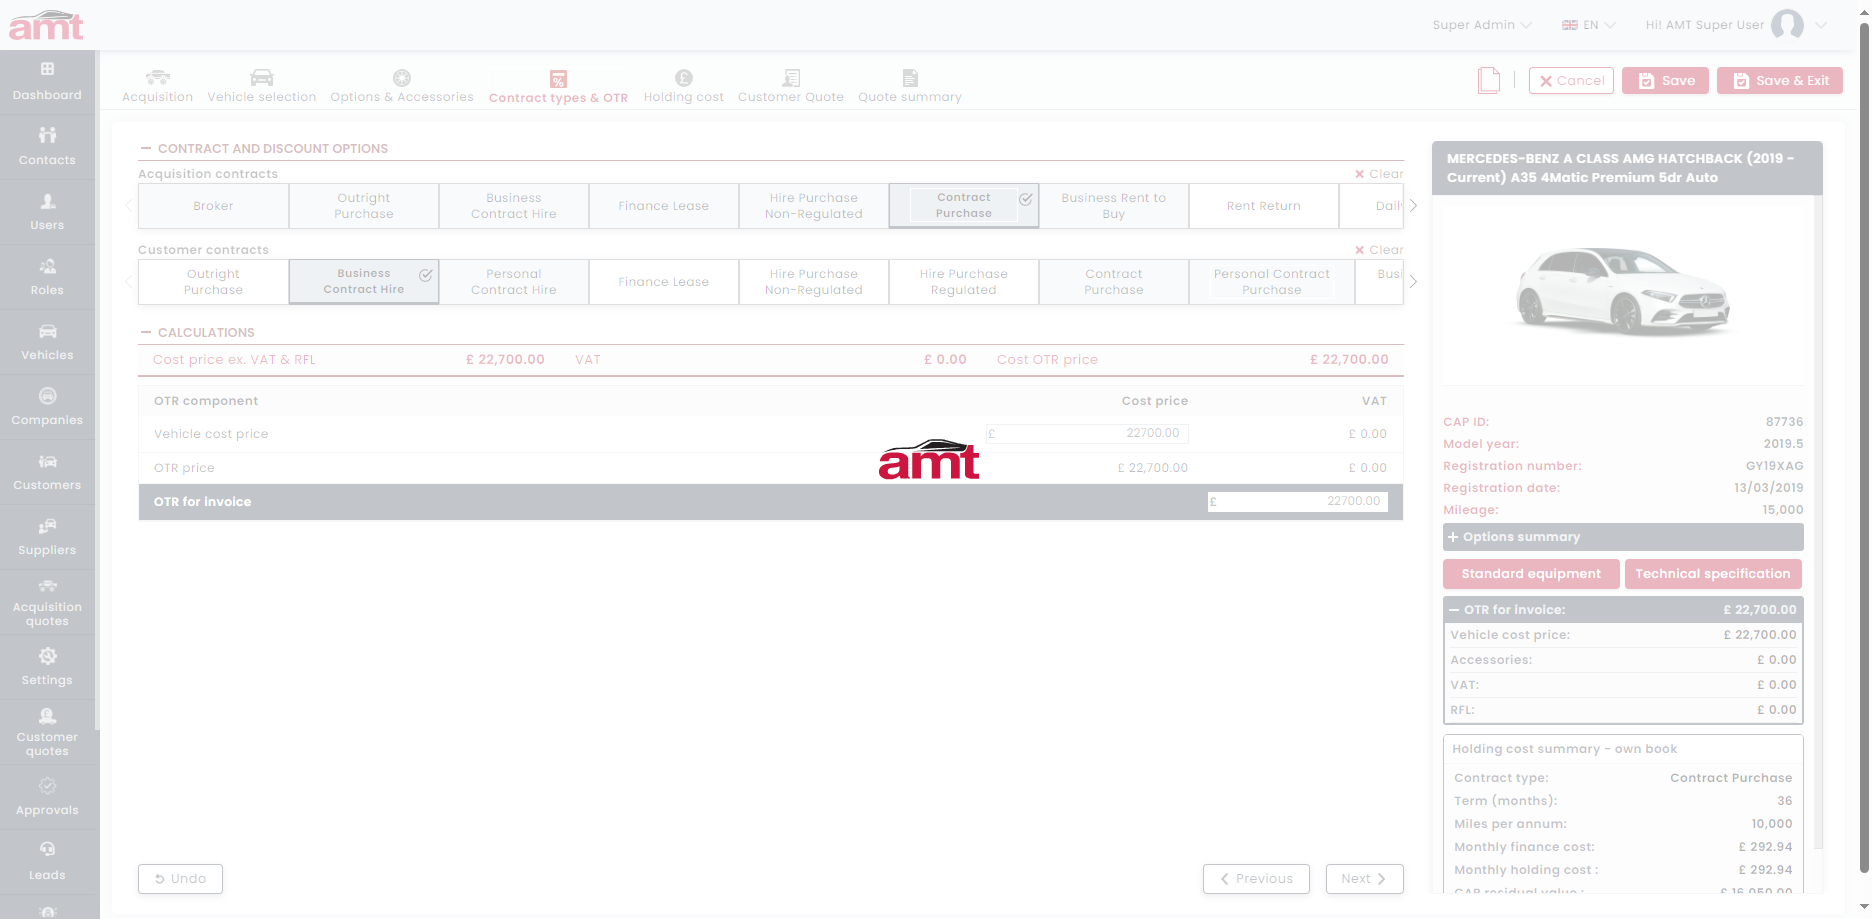 amt
Super Admin
EN
Hi! AMT Super User
Dashboard
Contacts
Users
Roles
Vehicles
Companies
Customers
Suppliers
Acquisition
quotes
Settings
Customer
quotes
Approvals
Leads
Acquisition
Vehicle selection
Options & Accessories
Contract types & OTR
Holding cost
Customer Quote
Quote summary
Cancel
Save
Save & Exit
CONTRACT AND DISCOUNT OPTIONS
Acquisition contracts
Clear
Broker
Outright
Purchase
Business
Contract Hire
Finance Lease
Hire Purchase
Non-Regulated
Contract
Purchase
Business Rent to
Buy
Rent Return
Customer contracts
Clear
Outright
Purchase
Business
Contract Hire
Personal
Contract Hire
Finance Lease
Hire Purchase
Non-Regulated
Hire Purchase
Regulated
Contract
Purchase
Personal Contract
Purchase
CALCULATIONS
Cost price ex. VAT & RFL £ 22,700.00 VAT £ 0.00 Cost OTR price £ 22,700.00
OTR component Cost price VAT
Vehicle cost price £ 22700.00 £ 0.00
OTR price £ 22,700.00 £ 0.00
OTR for invoice £ 22700.00
amt
Undo
Previous
Next
MERCEDES-BENZ A CLASS AMG HATCHBACK (2019 -
Current) A35 4Matic Premium 5dr Auto
CAP ID: 87736
Model year: 2019.5
Registration number: GY19XAG
Registration date: 13/03/2019
Mileage: 15,000
Options summary
Standard equipment
Technical specification
OTR for invoice: £ 22,700.00
Vehicle cost price: £ 22,700.00
Accessories: £ 0.00
VAT: £ 0.00
RFL: £ 0.00
Holding cost summary - own book
Contract type: Contract Purchase
Term (months): 36
Miles per annum: 10,000
Monthly finance cost: £ 292.94
Monthly holding cost : £ 292.94
CAP residual value : £ 16,050.00